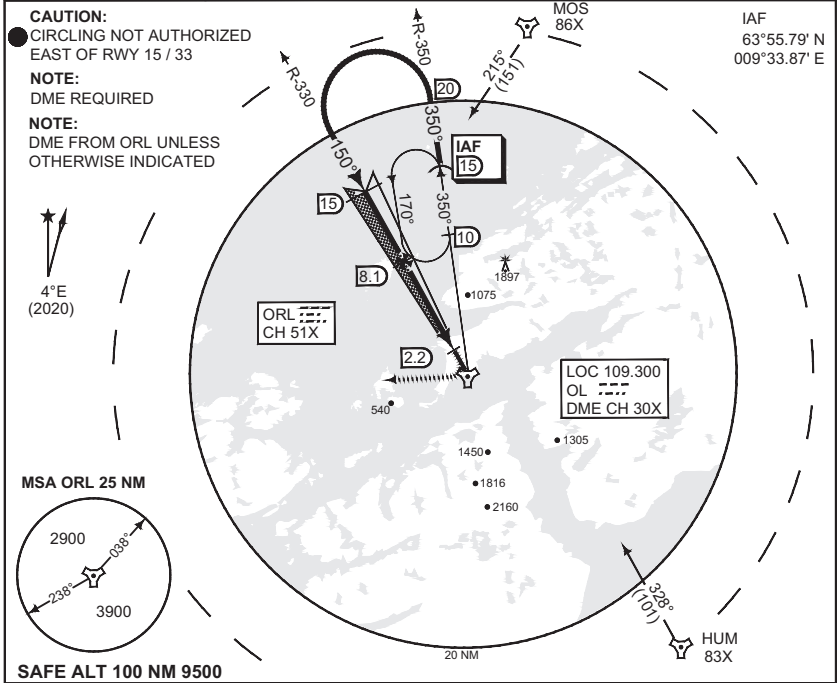 CAUTION:
CIRCLING NOT AUTHORIZED
EAST OF RWY 15 / 33
NOTE:
DME REQUIRED
NOTE:
DME FROM ORL UNLESS
OTHERWISE INDICATED
4°E
(2020)
R-330
R-350
MOS
86X
215°
(151)
IAF
63°55.79' N
009°33.87' E
20
350°
150°
IAF
15
15
170°
350°
10
8.1
1897
1075
ORL
CH 51X
2.2
LOC 109.300
OL
DME CH 30X
540
1305
1450
1816
2160
MSA ORL 25 NM
2900
038°
238°
3900
328°
(101)
HUM
83X
20 NM
SAFE ALT 100 NM 9500